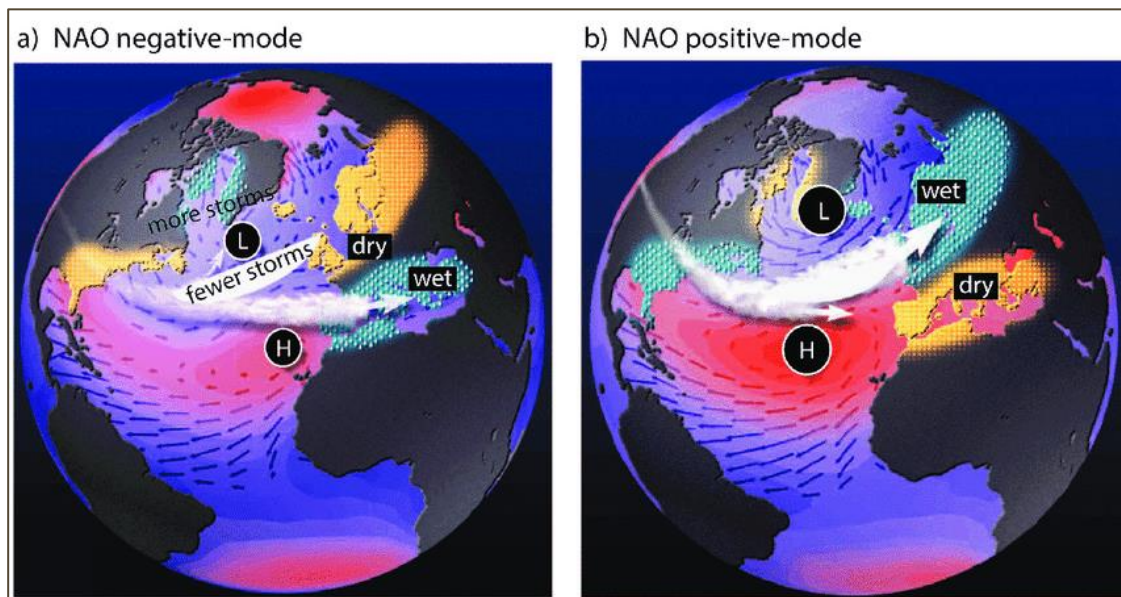 a) NAO negative-mode
more storms
L
fewer storms
dry
wet
H
b) NAO positive-mode
L
wet
dry
H